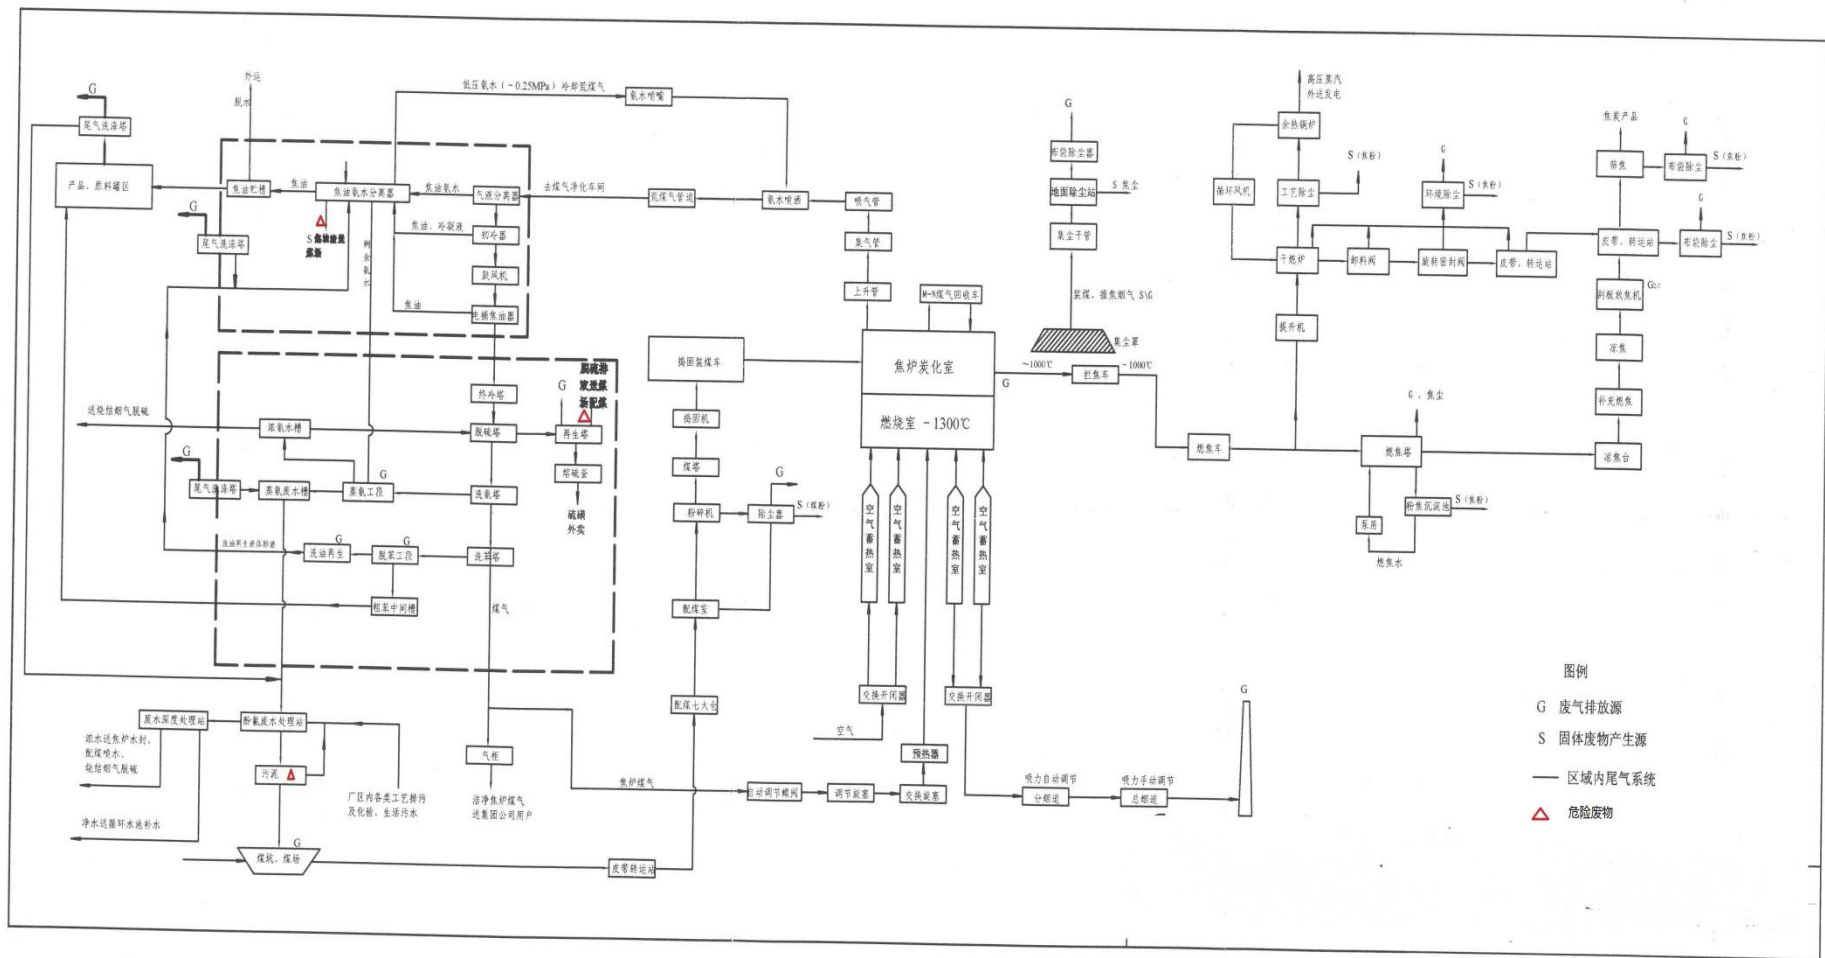 外运
脱水
G
尾气洗涤塔
产品、原料罐区
焦油贮槽
焦油
焦油氨水分离器
焦油氨水
气液分离器
低压氨水（~0.25MPa）冷却荒煤气
氨水喷嘴
去煤气净化车间
荒煤气管道
氨水喷洒
吸气管
集气管
上升管
G
尾气洗涤塔
剩余氨水
焦油、冷凝液
初冷器
鼓风机
焦油
电捕焦油器
G
布袋除尘器
地面除尘站
S 焦尘
集尘干管
装煤、推焦烟气 S\G
集尘罩
高压蒸汽
外送发电
余热锅炉
循环风机
工艺除尘
S（焦粉）
G
环境除尘
S（焦粉）
干熄炉
卸料阀
旋转密封阀
皮带、转运站
提升机
焦炭产品
筛焦
G
布袋除尘
S（焦粉）
皮带、转运站
G
布袋除尘
S（焦粉）
刮板放焦机
凉焦
补充熄焦
凉焦台
M-N煤气回收车
捣固装煤车
焦炉炭化室
燃烧室 ~1300℃
~1000℃
G
拦焦车
~1000℃
熄焦车
G、焦尘
熄焦塔
泵房
粉焦沉淀池
S（焦粉）
熄焦水
脱硫排
液送煤
场配煤
G
终冷塔
送烧结烟气脱硫
浓氨水槽
脱硫塔
再生塔
熔硫釜
硫磺
外卖
G
尾气洗涤塔
蒸氨废水槽
蒸氨工段
G
洗氨塔
洗油再生
G
脱苯工段
G
洗苯塔
粗苯中间槽
煤气
捣固机
煤塔
粉碎机
除尘器
G
S（煤粉）
配煤室
配煤七大仓
空气蓄热室
空气蓄热室
空气蓄热室
空气蓄热室
交换开闭器
交换开闭器
空气
预热器
废水深度处理站
酚氰废水处理站
浓水送焦炉水封、
配煤喷水、
烧结烟气脱硫
污泥
厂区内各类工艺排污
及化验、生活污水
净水送循环水池补水
气柜
洁净焦炉煤气
送集团公司用户
焦炉煤气
自动调节蝶阀
调节旋塞
交换旋塞
吸力自动调节
分烟道
吸力手动调节
总烟道
G
G
煤坑、煤场
皮带转运站
图例
G 废气排放源
S 固体废物产生源
区域内尾气系统
危险废物